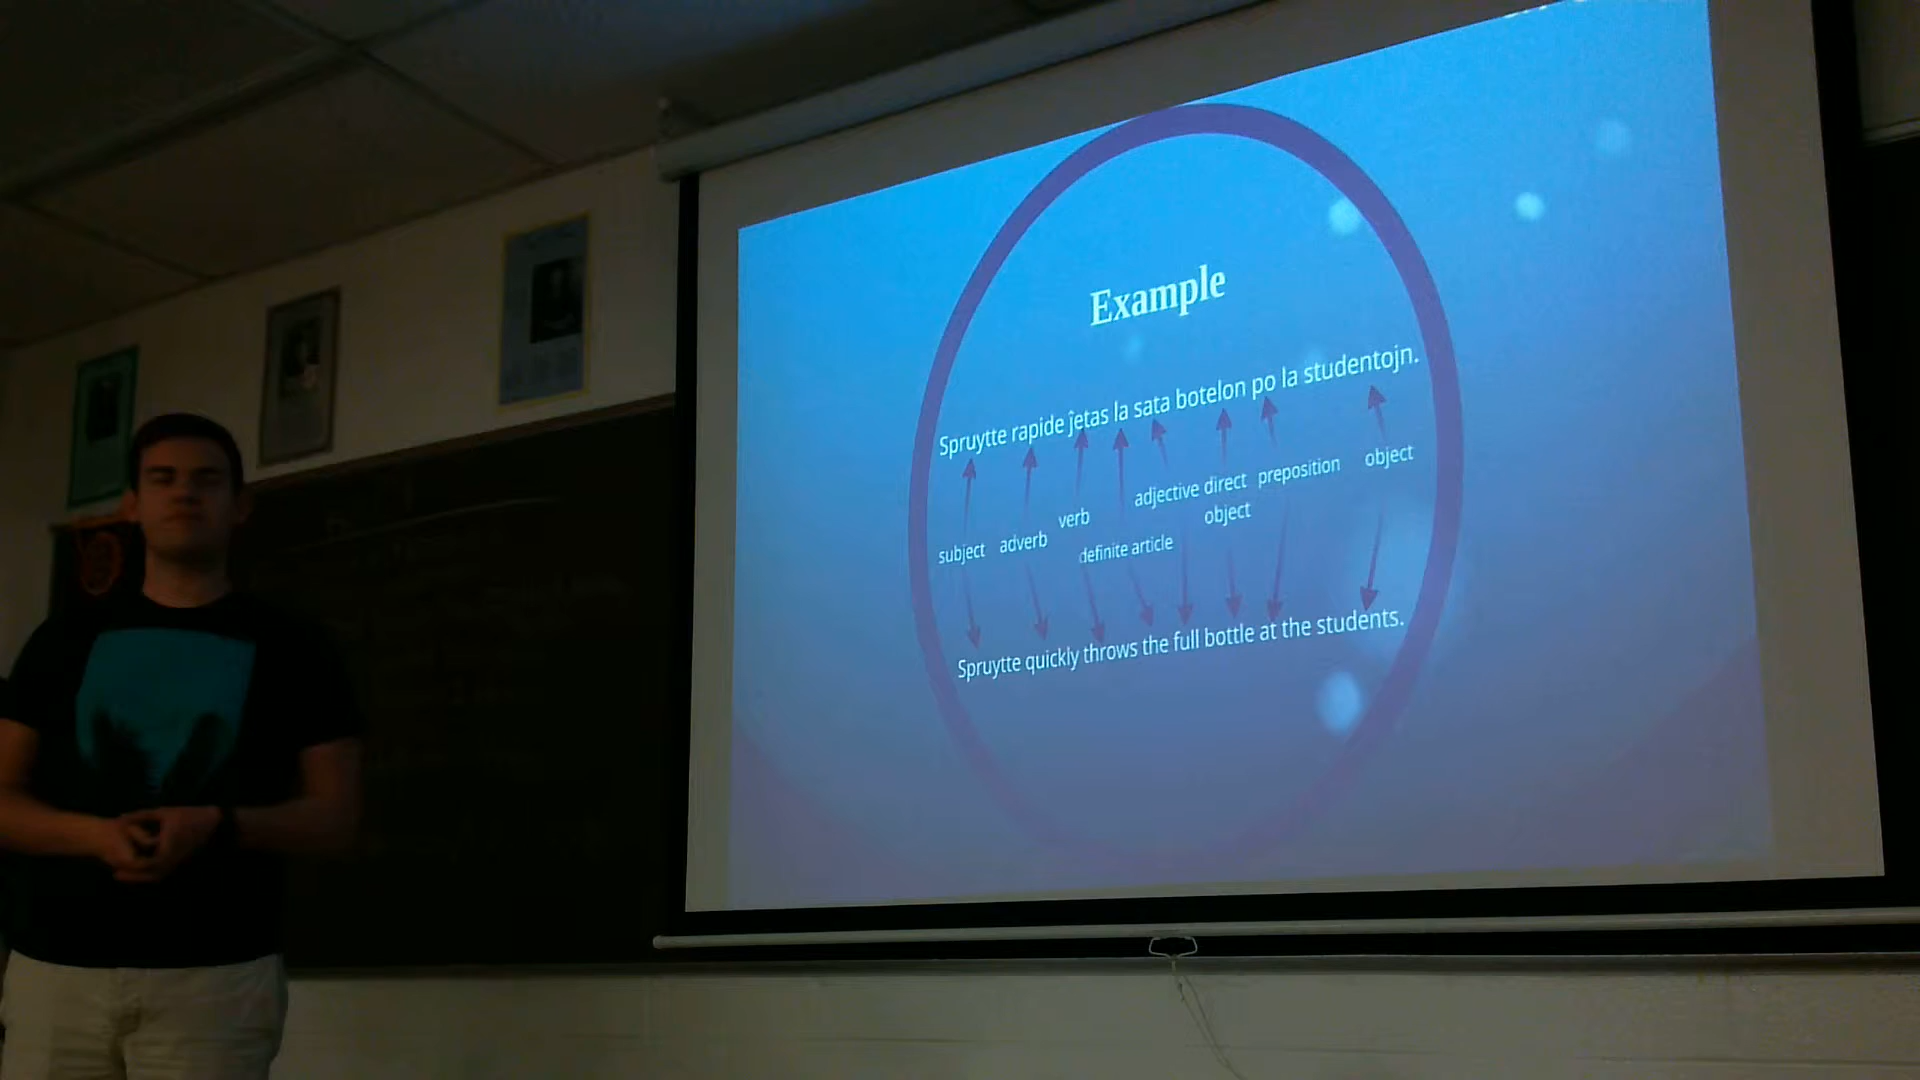 Example
Spruytte rapide ĵetas la sata botelon po la studentojn.
subject adverb verb definite article adjective direct object preposition object
Spruytte quickly throws the full bottle at the students.